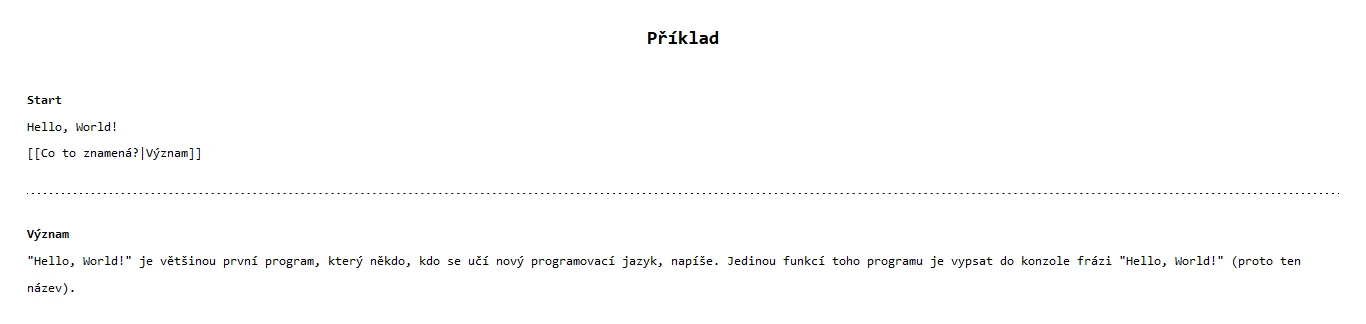 Příklad
Start
Hello, World!
[[Co to znamená?|Význam]]
Význam
"Hello, World!" je většinou první program, který někdo, kdo se učí nový programovací jazyk, napíše. Jedinou funkcí toho programu je vypsat do konzole frázi "Hello, World!" (proto ten
název).